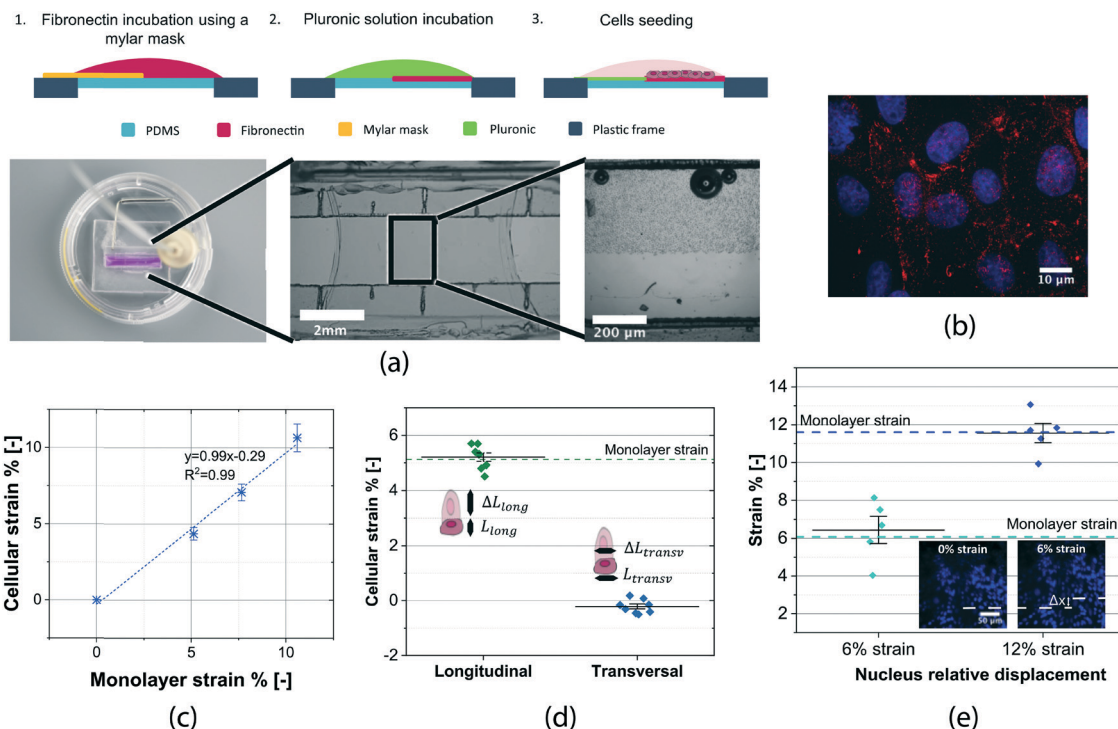 1. Fibronectin incubation using a mylar mask
2. Pluronic solution incubation
3. Cells seeding
PDMS
Fibronectin
Mylar mask
Pluronic
Plastic frame
2mm
200 µm
(a)
10 µm
(b)
Cellular strain % [-]
10
5
0
y=0.99x-0.29
R²=0.99
0
5
10
Monolayer strain % [-]
(c)
Cellular strain % [-]
6
4
2
0
-2
Monolayer strain
ΔL_long
L_long
ΔL_transv
L_transv
Longitudinal
Transversal
(d)
Strain % [-]
14
12
10
8
6
4
2
Monolayer strain
Monolayer strain
0% strain
6% strain
Δx
50 µm
6% strain
12% strain
Nucleus relative displacement
(e)